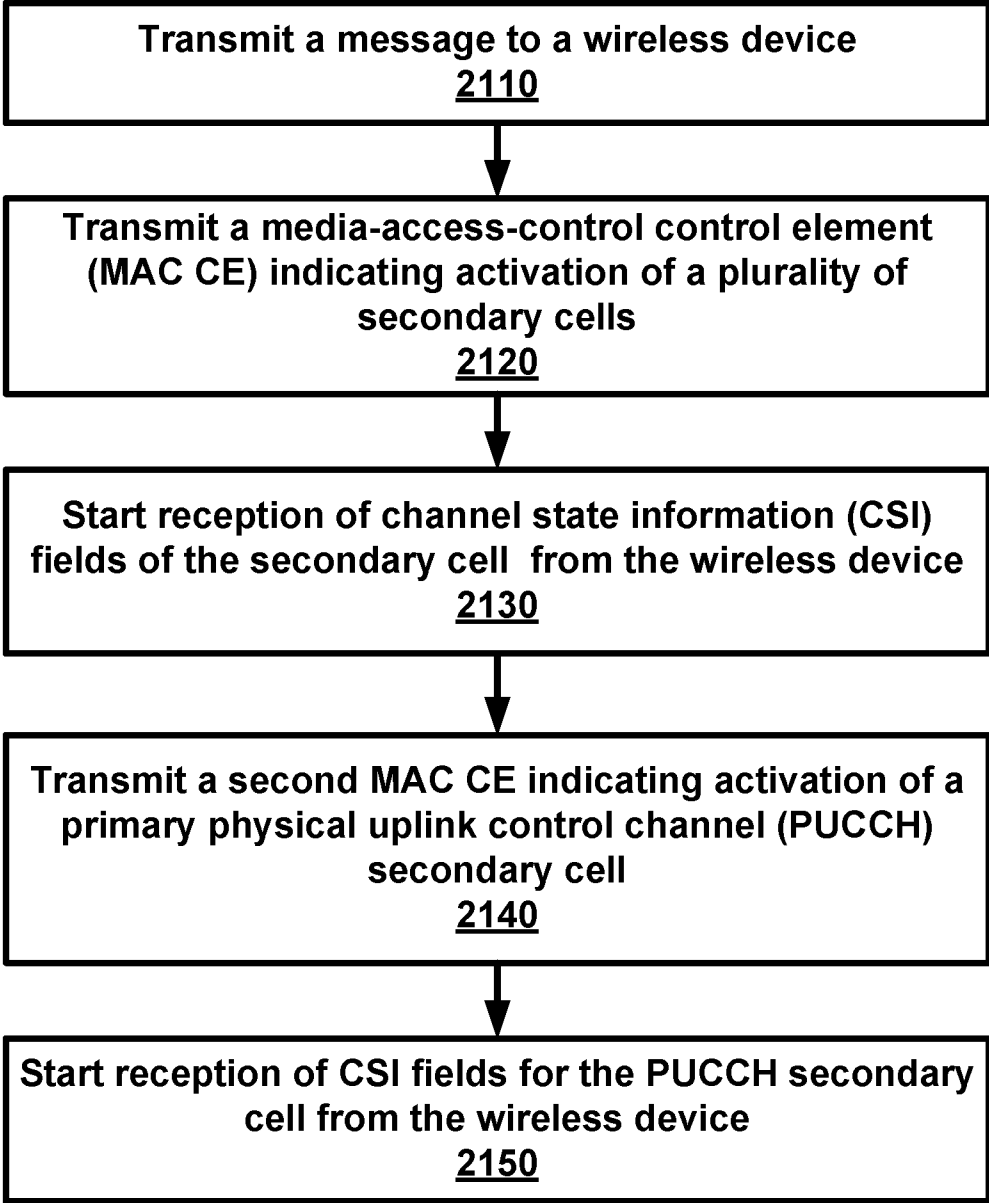 Transmit a message to a wireless device
2110
Transmit a media-access-control control element
(MAC CE) indicating activation of a plurality of
secondary cells
2120
Start reception of channel state information (CSI)
fields of the secondary cell from the wireless device
2130
Transmit a second MAC CE indicating activation of a
primary physical uplink control channel (PUCCH)
secondary cell
2140
Start reception of CSI fields for the PUCCH secondary
cell from the wireless device
2150